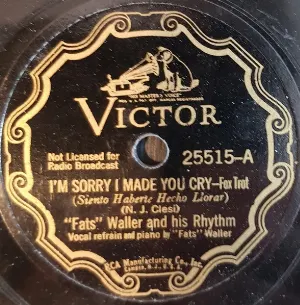 "HIS MASTER'S VOICE"
VICTOR
Not Licensed for
Radio Broadcast
25515-A
I'M SORRY I MADE YOU CRY-Fox Trot
(Siento Haberte Hecho Llorar)
(N. J. Clesi)
"Fats" Waller and his Rhythm
Vocal refrain and piano by "Fats" Waller
RCA Manufacturing Co., Inc.
Camden, N. J., U. S. A.